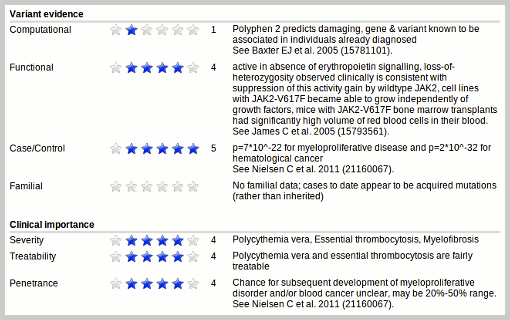 Variant evidence
Computational 1 Polyphen 2 predicts damaging, gene & variant known to be
associated in individuals already diagnosed
See Baxter EJ et al. 2005 (15781101).
Functional 4 active in absence of erythropoietin signalling, loss-of-
heterozygosity observed clinically is consistent with
suppression of this activity gain by wildtype JAK2, cell lines
with JAK2-V617F became able to grow independently of
growth factors, mice with JAK2-V617F bone marrow transplants
had significantly high volume of red blood cells in their blood.
See James C et al. 2005 (15793561).
Case/Control 5 p=7*10^-22 for myeloproliferative disease and p=2*10^-32 for
hematological cancer
See Nielsen C et al. 2011 (21160067).
Familial No familial data; cases to date appear to be acquired mutations
(rather than inherited)
Clinical importance
Severity 4 Polycythemia vera, Essential thrombocytosis, Myelofibrosis
Treatability 4 Polycythemia vera and essential thrombocytosis are fairly
treatable
Penetrance 4 Chance for subsequent development of myeloprolifeative
disorder and/or blood cancer unclear, may be 20%-50% range.
See Nielsen C et al. 2011 (21160067).